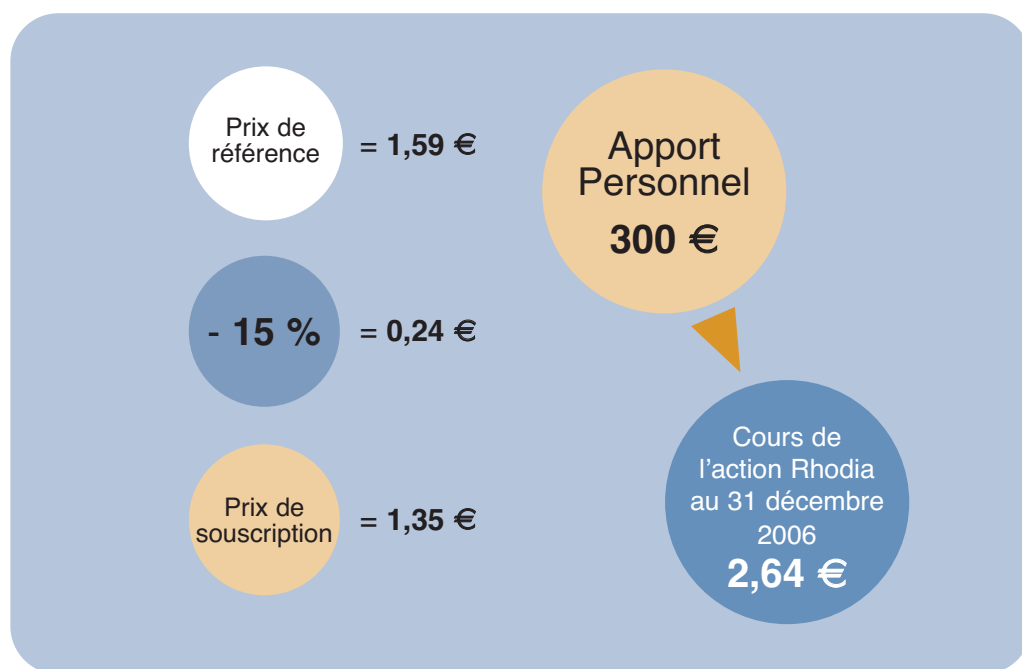 Prix de
référence
= 1,59 €
- 15 %
= 0,24 €
Prix de
souscription
= 1,35 €
Apport
Personnel
300 €
Cours de
l’action Rhodia
au 31 décembre
2006
2,64 €